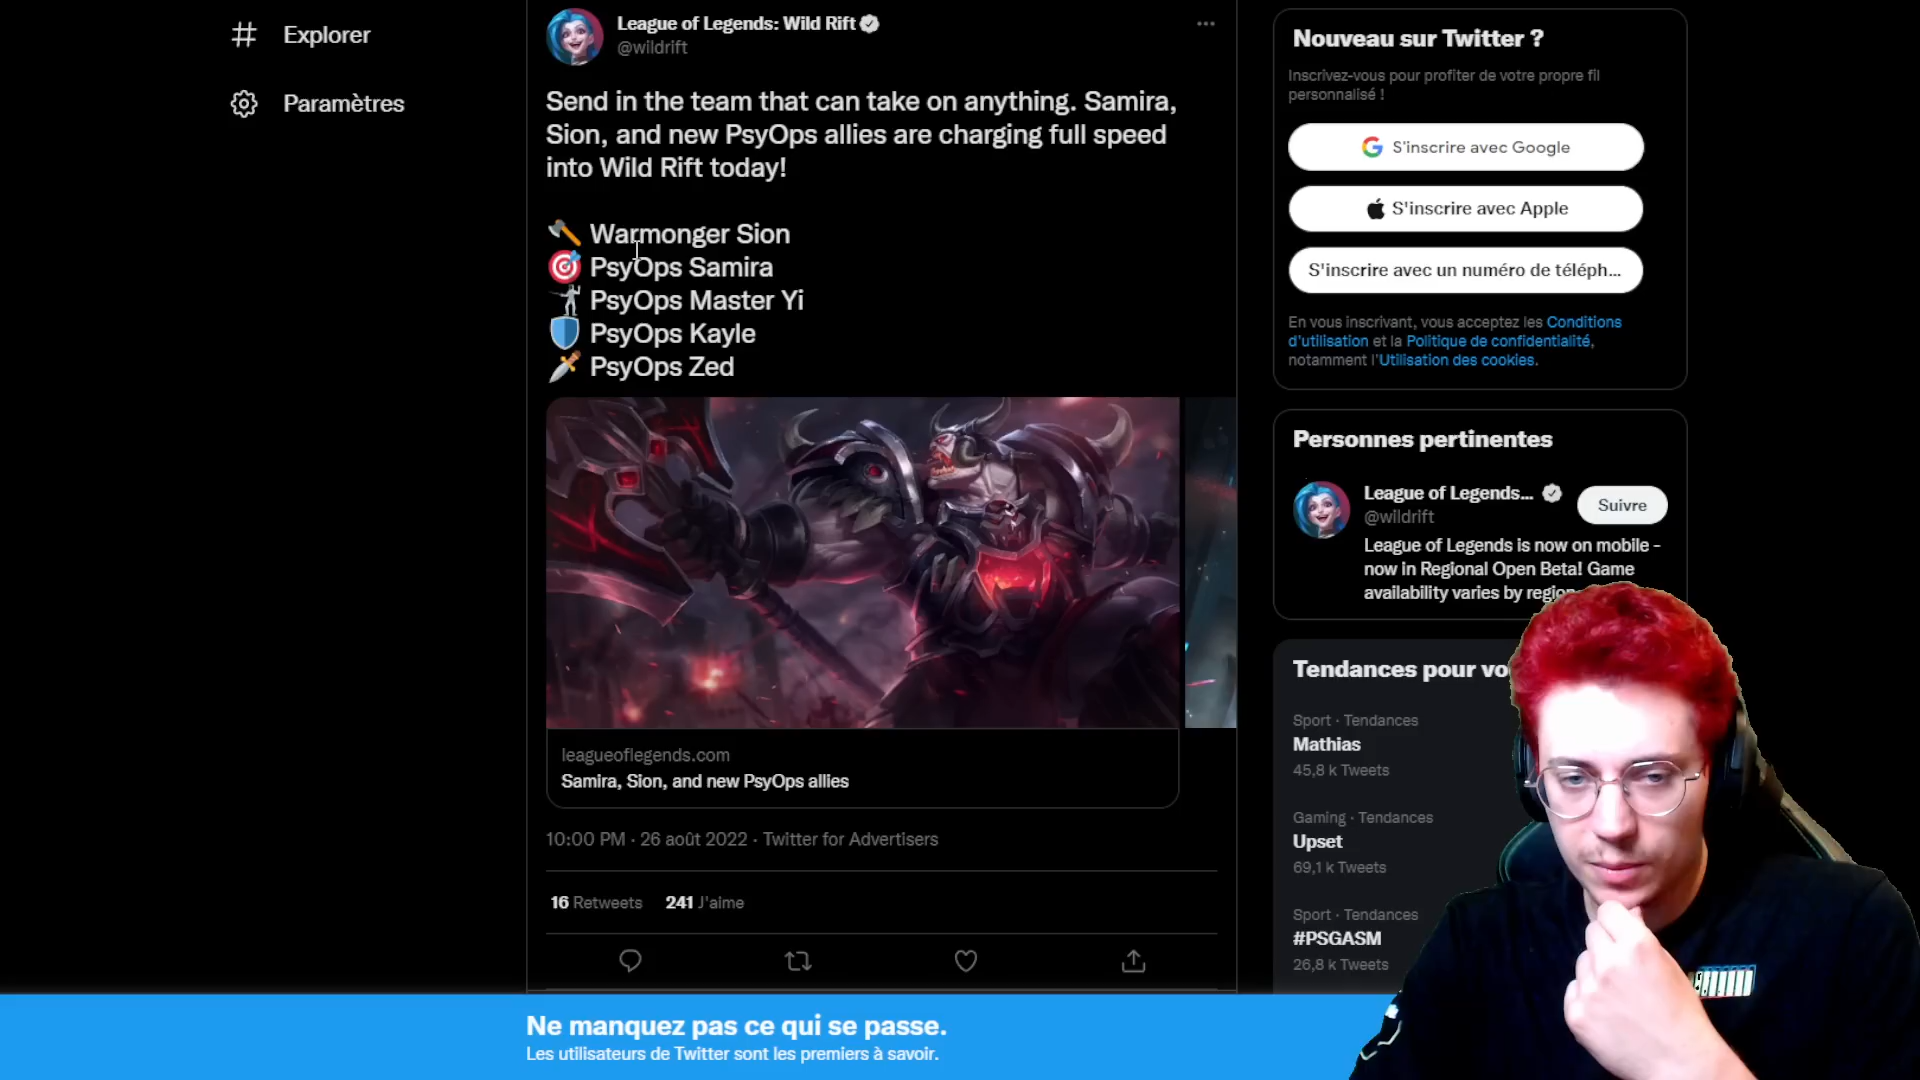 Explorer
Paramètres
League of Legends: Wild Rift
@wildrift
Send in the team that can take on anything. Samira,
Sion, and new PsyOps allies are charging full speed
into Wild Rift today!
🪓 Warmonger Sion
🎯 PsyOps Samira
🤺 PsyOps Master Yi
🛡️ PsyOps Kayle
🗡️ PsyOps Zed
leagueoflegends.com
Samira, Sion, and new PsyOps allies
10:00 PM · 26 août 2022 · Twitter for Advertisers
16 Retweets 241 J'aime
Nouveau sur Twitter ?
Inscrivez-vous pour profiter de votre propre fil
personnalisé !
S'inscrire avec Google
S'inscrire avec Apple
S'inscrire avec un numéro de téléph...
En vous inscrivant, vous acceptez les Conditions
d'utilisation et la Politique de confidentialité,
notamment l'Utilisation des cookies.
Personnes pertinentes
League of Legends...
@wildrift
Suivre
League of Legends is now on mobile -
now in Regional Open Beta! Game
availability varies by region
Tendances pour vo
Sport · Tendances
Mathias
45,8 k Tweets
Gaming · Tendances
Upset
69,1 k Tweets
Sport · Tendances
#PSGASM
26,8 k Tweets
Ne manquez pas ce qui se passe.
Les utilisateurs de Twitter sont les premiers à savoir.